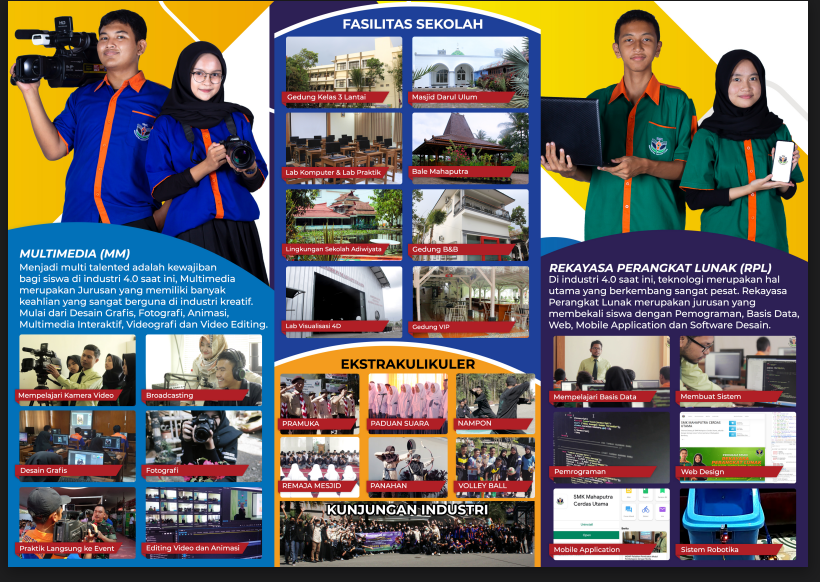 MULTIMEDIA (MM)
Menjadi multi talented adalah kewajiban
bagi siswa di industri 4.0 saat ini, Multimedia
merupakan Jurusan yang memiliki banyak
keahlian yang sangat berguna di industri kreatif.
Mulai dari Desain Grafis, Fotografi, Animasi,
Multimedia Interaktif, Videografi dan Video Editing.
Mempelajari Kamera Video
Broadcasting
Desain Grafis
Fotografi
Praktik Langsung ke Event
Editing Video dan Animasi
FASILITAS SEKOLAH
Gedung Kelas 3 Lantai
Masjid Darul Ulum
Lab Komputer & Lab Praktik
Bale Mahaputra
Lingkungan Sekolah Adiwiyata
Gedung B&B
Lab Visualisasi 4D
Gedung VIP
EKSTRAKULIKULER
PRAMUKA
PADUAN SUARA
NAMPON
REMAJA MESJID
PANAHAN
VOLLEY BALL
KUNJUNGAN INDUSTRI
REKAYASA PERANGKAT LUNAK (RPL)
Di industri 4.0 saat ini, teknologi merupakan hal
utama yang berkembang sangat pesat. Rekayasa
Perangkat Lunak merupakan jurusan yang
membekali siswa dengan Pemograman, Basis Data,
Web, Mobile Application dan Software Desain.
Mempelajari Basis Data
Membuat Sistem
Pemrograman
SMK MAHAPUTRA CERDAS
UTAMA
Web Design
SMK Mahaputra
Cerdas Utama
Open
Mobile Application
Sistem Robotika